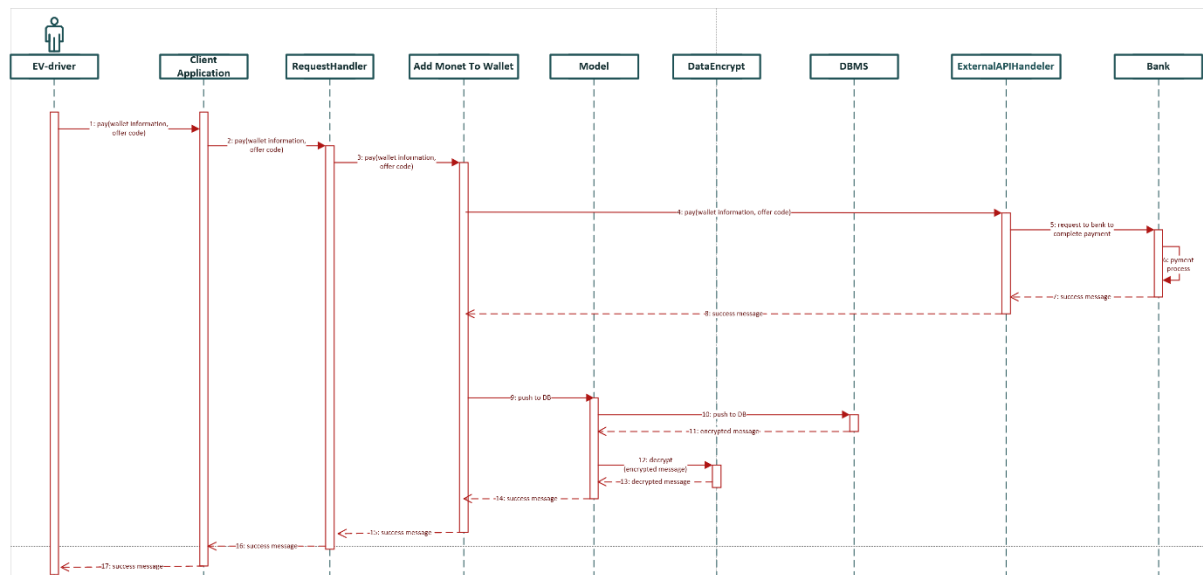 EV-driver
Client
Application
RequestHandler
Add Monet To Wallet
Model
DataEncrypt
DBMS
ExternalAPIHandeler
Bank
1: pay(wallet information,
offer code)
2: pay(wallet information,
offer code)
3: pay(wallet information,
offer code)
4: pay(wallet information, offer code)
5: request to bank to
complete payment
6: pyment
process
7: success message
8: success message
9: push to DB
10: push to DB
11: encrypted message
12: decrypt
(encrypted message)
13: decrypted message
14: success message
15: success message
16: success message
17: success message